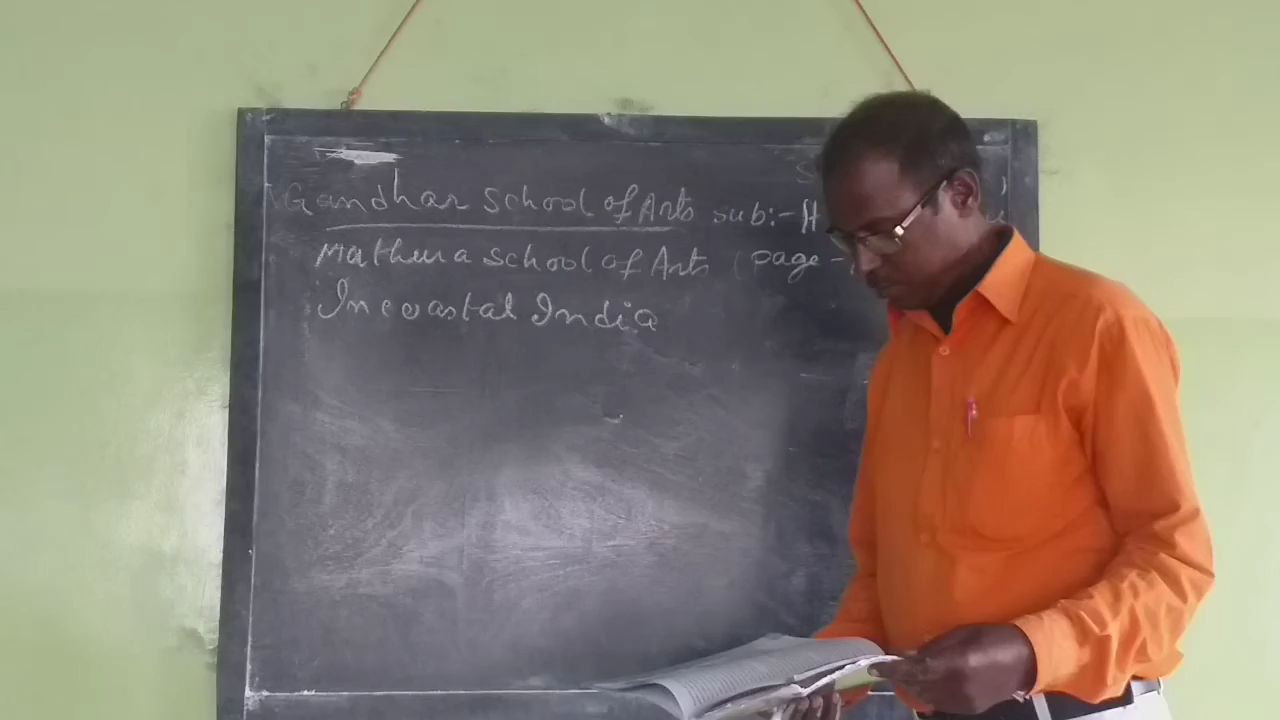 Gandhar School of Arts sub:- H
Mathura School of Arts (page -
In coastal India